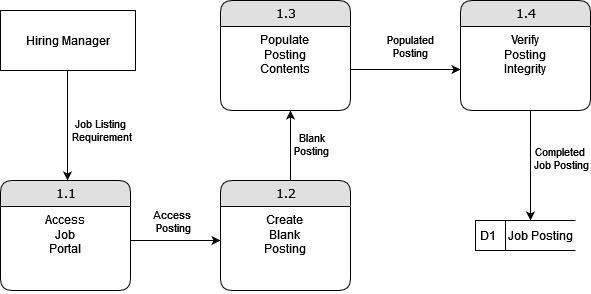 Hiring Manager
Job Listing
Requirement
1.1
Access
Job
Portal
Access
Posting
1.2
Create
Blank
Posting
Blank
Posting
1.3
Populate
Posting
Contents
Populated
Posting
1.4
Verify
Posting
Integrity
Completed
Job Posting
D1
Job Posting